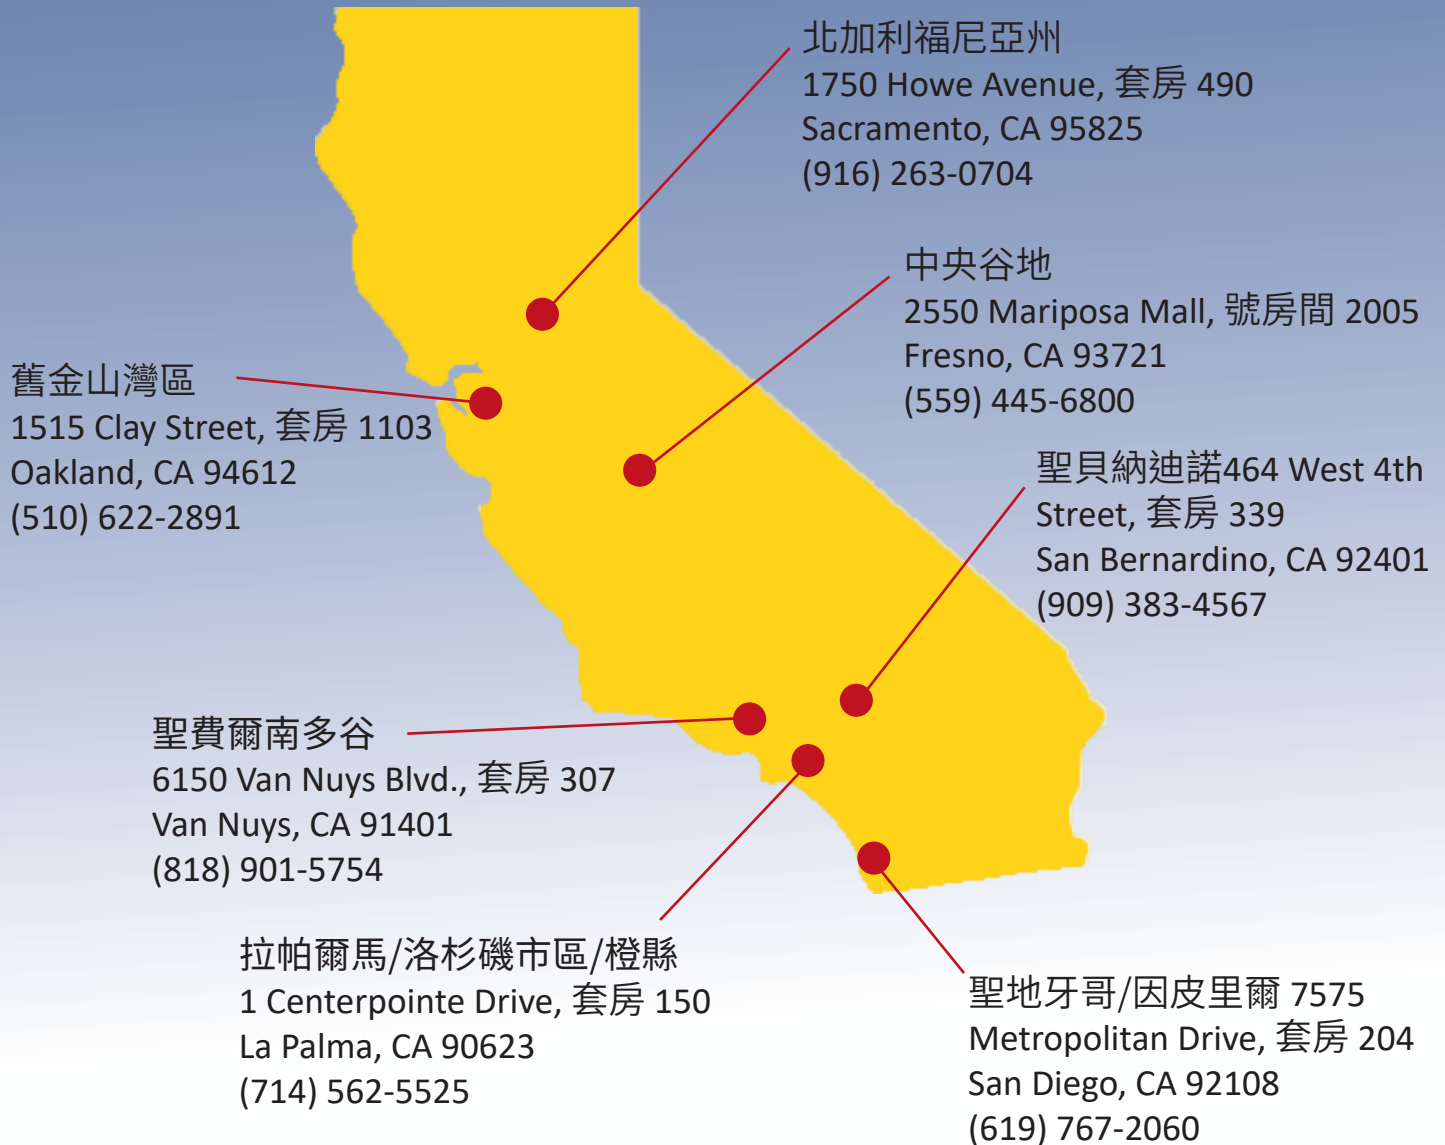 北加利福尼亞州
1750 Howe Avenue, 套房 490
Sacramento, CA 95825
(916) 263-0704
中央谷地
2550 Mariposa Mall, 號房間 2005
Fresno, CA 93721
(559) 445-6800
舊金山灣區
1515 Clay Street, 套房 1103
Oakland, CA 94612
(510) 622-2891
聖貝納迪諾464 West 4th
Street, 套房 339
San Bernardino, CA 92401
(909) 383-4567
聖費爾南多谷
6150 Van Nuys Blvd., 套房 307
Van Nuys, CA 91401
(818) 901-5754
拉帕爾馬/洛杉磯市區/橙縣
1 Centerpointe Drive, 套房 150
La Palma, CA 90623
(714) 562-5525
聖地牙哥/因皮里爾 7575
Metropolitan Drive, 套房 204
San Diego, CA 92108
(619) 767-2060